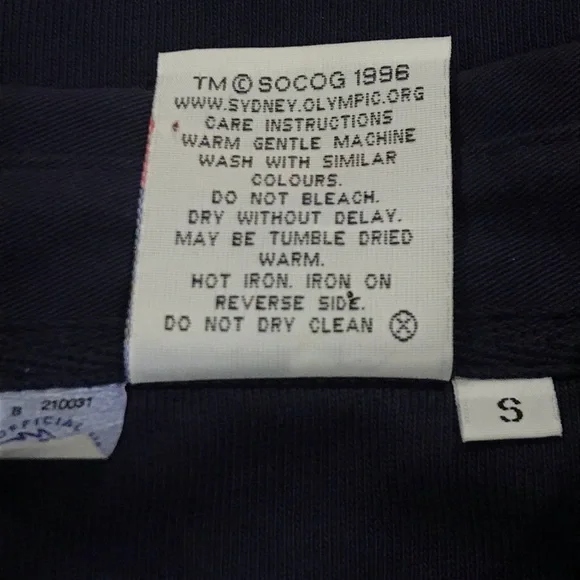 TM © SOCOG 1996
WWW.SYDNEY.OLYMPIC.ORG
CARE INSTRUCTIONS
WARM GENTLE MACHINE
WASH WITH SIMILAR
COLOURS.
DO NOT BLEACH.
DRY WITHOUT DELAY.
MAY BE TUMBLE DRIED
WARM.
HOT IRON. IRON ON
REVERSE SIDE.
DO NOT DRY CLEAN Ⓧ
B 210031
OFFICIAL
S